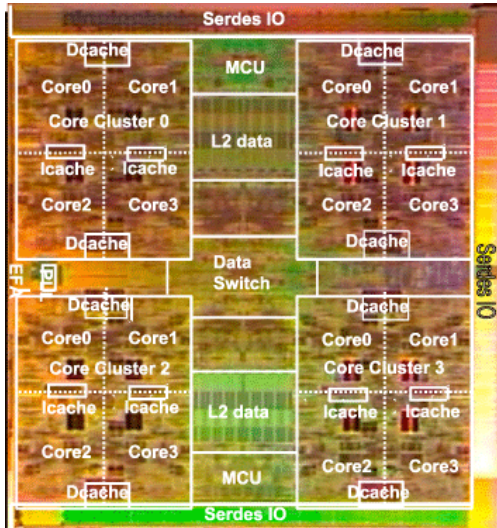 Serdes IO
Dcache
Dcache
Core0 Core1
MCU
Core0 Core1
Core Cluster 0
Core Cluster 1
L2 data
Icache Icache
Icache Icache
Core2 Core3
Core2 Core3
Dcache
Dcache
Data
Switch
EFA
Serdes IO
Dcache
Dcache
Core0 Core1
Core0 Core1
Core Cluster 2
Core Cluster 3
Icache Icache
L2 data
Icache Icache
Core2 Core3
MCU
Core2 Core3
Dcache
Dcache
Serdes IO